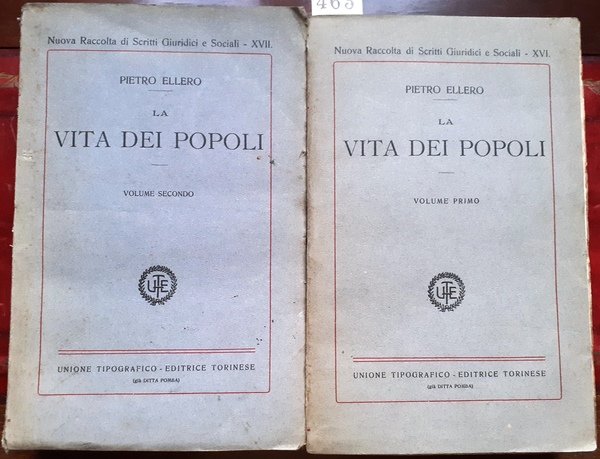 Nuova Raccolta di Scritti Giuridici e Sociali - XVII.
PIETRO ELLERO
LA
VITA DEI POPOLI
VOLUME SECONDO
UTE
UNIONE TIPOGRAFICO - EDITRICE TORINESE
(già DITTA POMBA)
463
Nuova Raccolta di Scritti Giuridici e Sociali - XVI.
PIETRO ELLERO
LA
VITA DEI POPOLI
VOLUME PRIMO
UTE
UNIONE TIPOGRAFICO - EDITRICE TORINESE
(già DITTA POMBA)